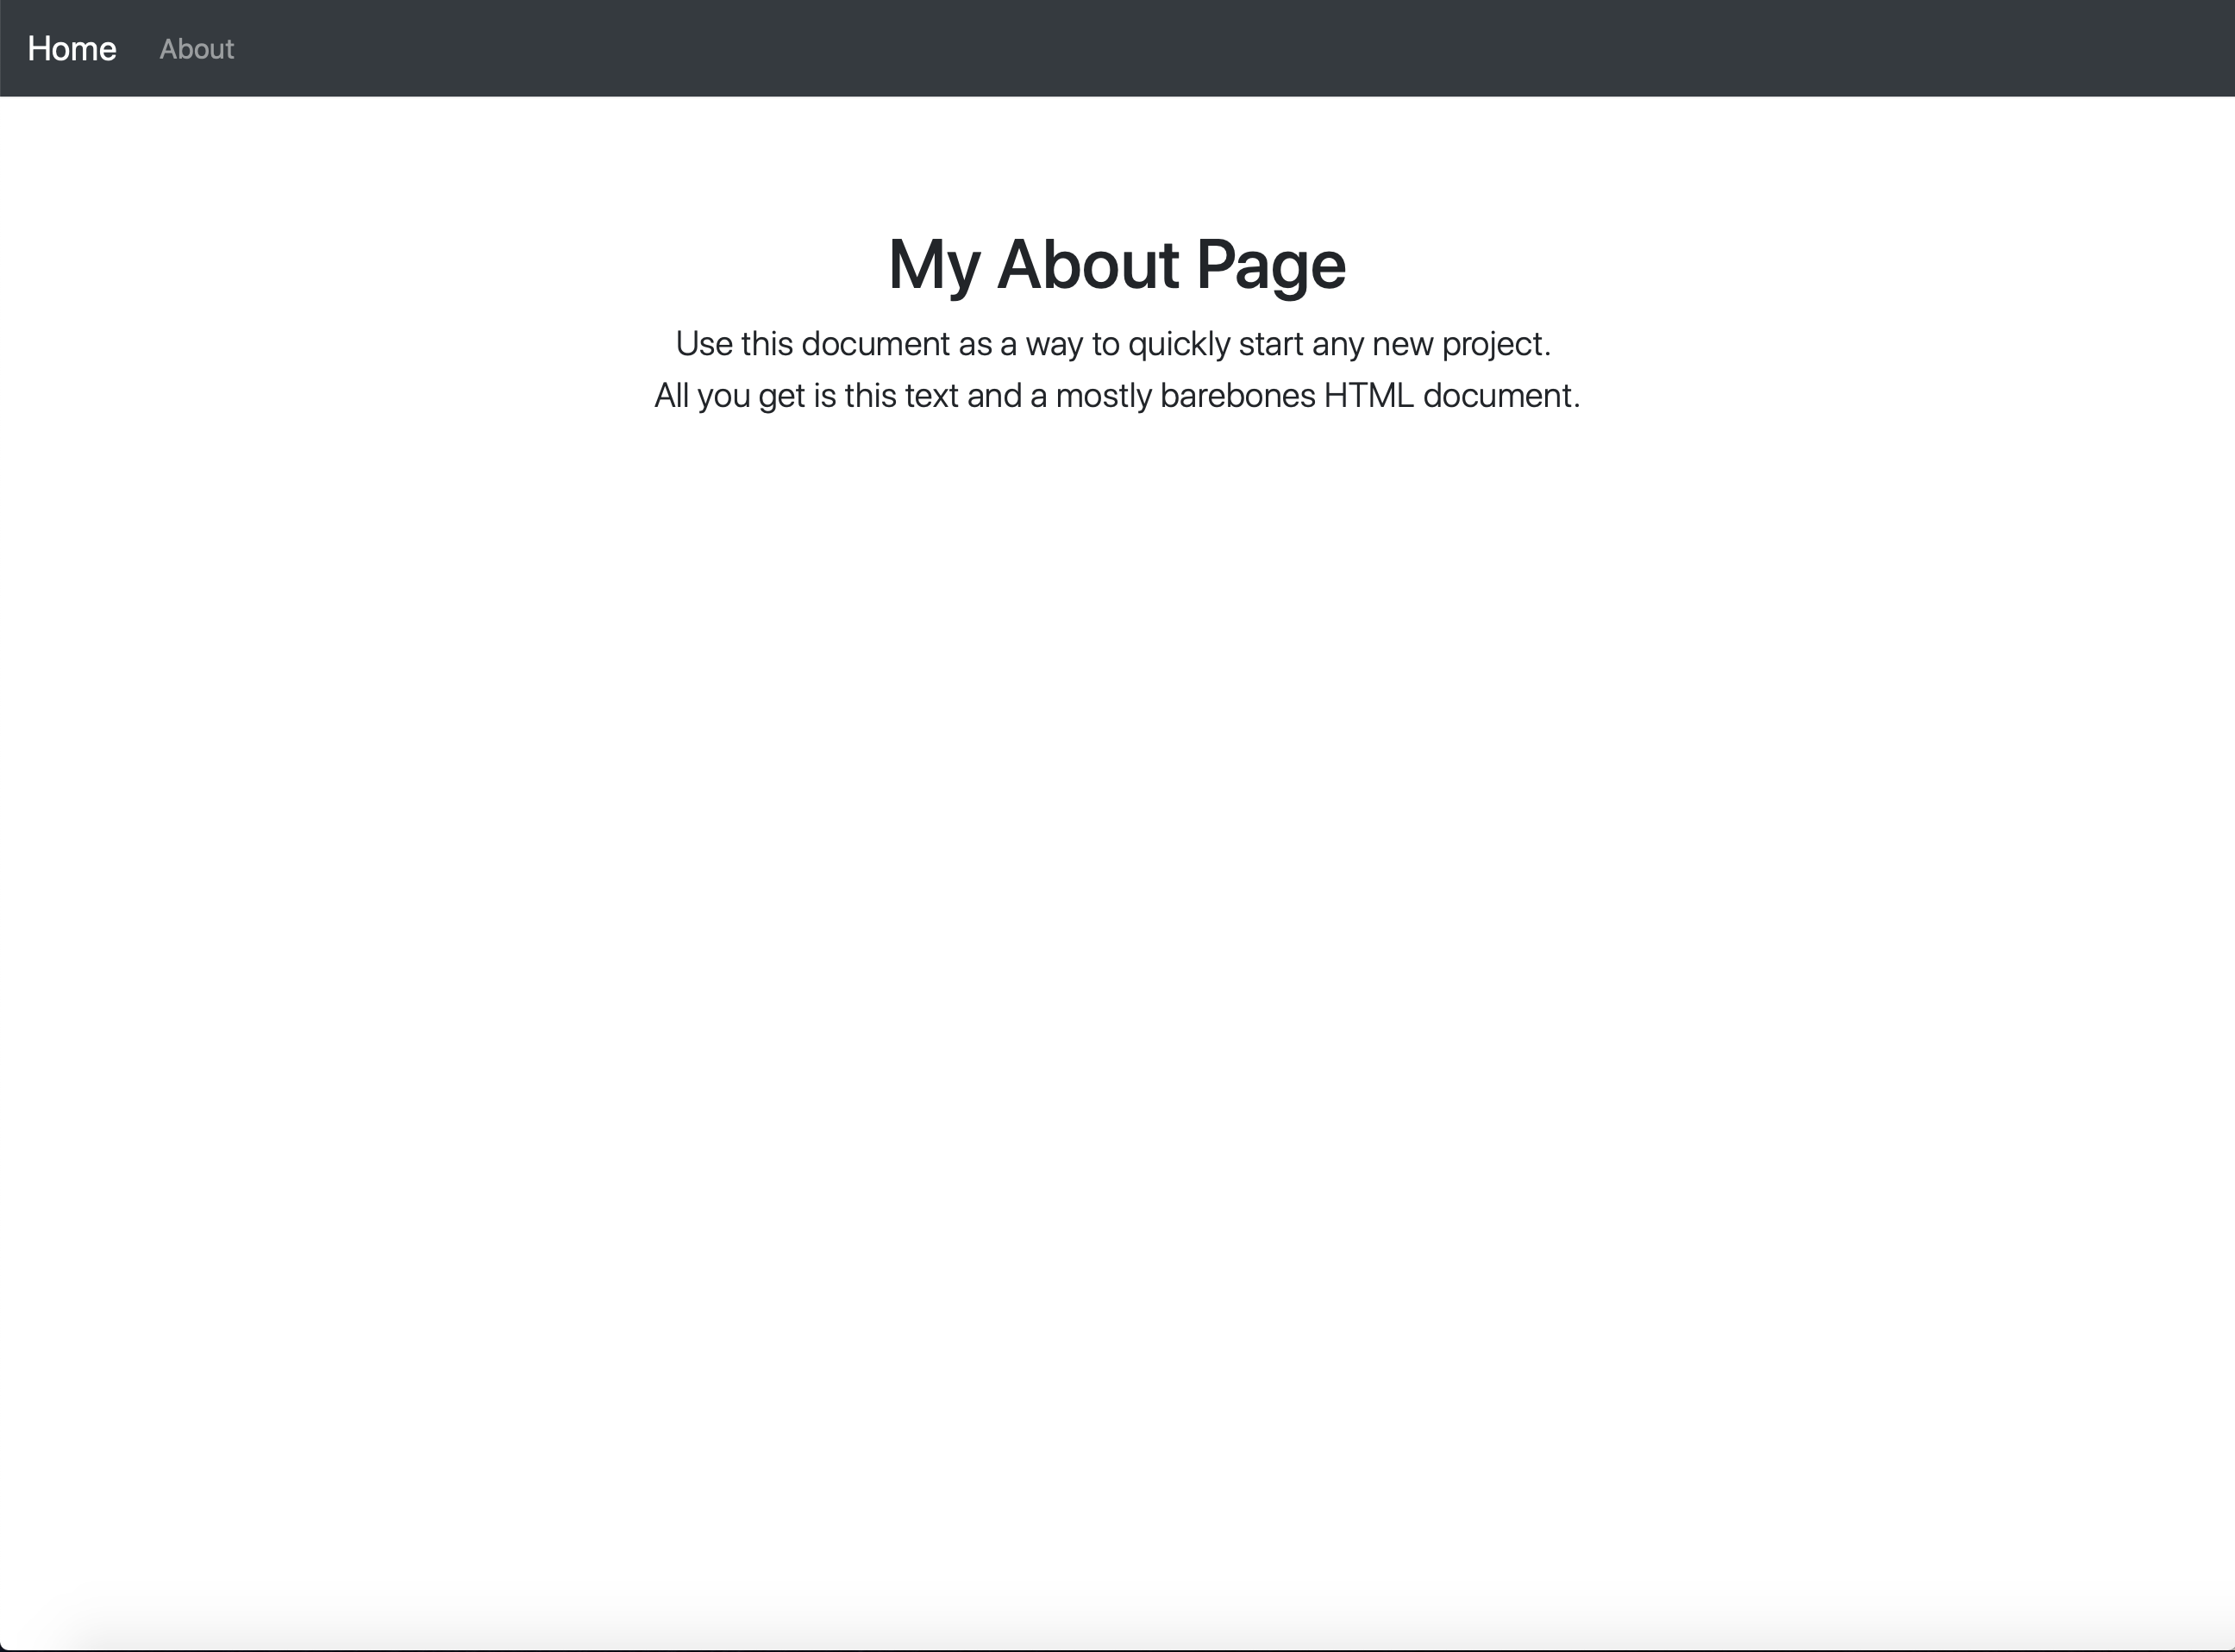 Home About
My About Page
Use this document as a way to quickly start any new project.
All you get is this text and a mostly barebones HTML document.